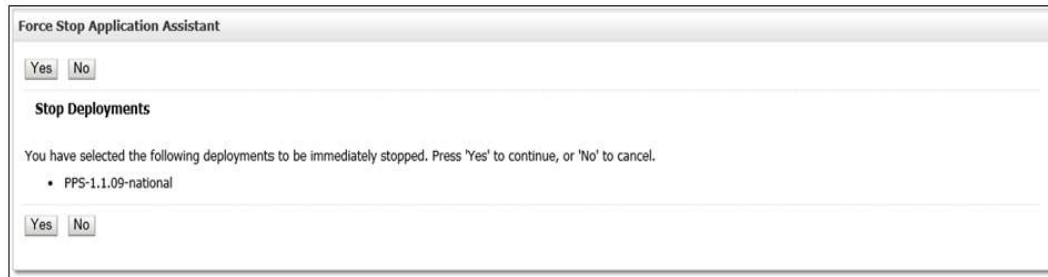 Force Stop Application Assistant
Yes No
Stop Deployments
You have selected the following deployments to be immediately stopped. Press 'Yes' to continue, or 'No' to cancel.
• PPS-1.1.09-national
Yes No